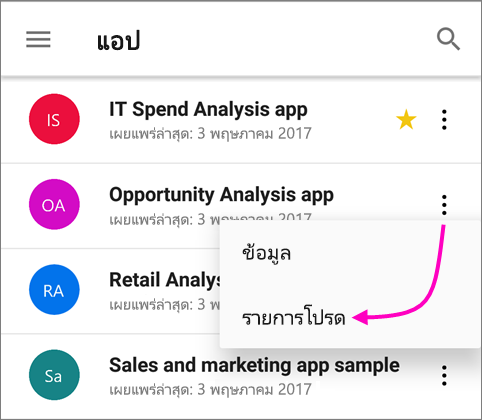 แอป
IS
IT Spend Analysis app
เผยแพร่ล่าสุด: 3 พฤษภาคม 2017
OA
Opportunity Analysis app
เผยแพร่ล่าสุด: 3 พฤษภาคม 2017
ข้อมูล
RA
Retail Analys
เผยแพร่ล่าสุด: 3
รายการโปรด
Sa
Sales and marketing app sample
เผยแพร่ล่าสุด: 3 พฤษภาคม 2017